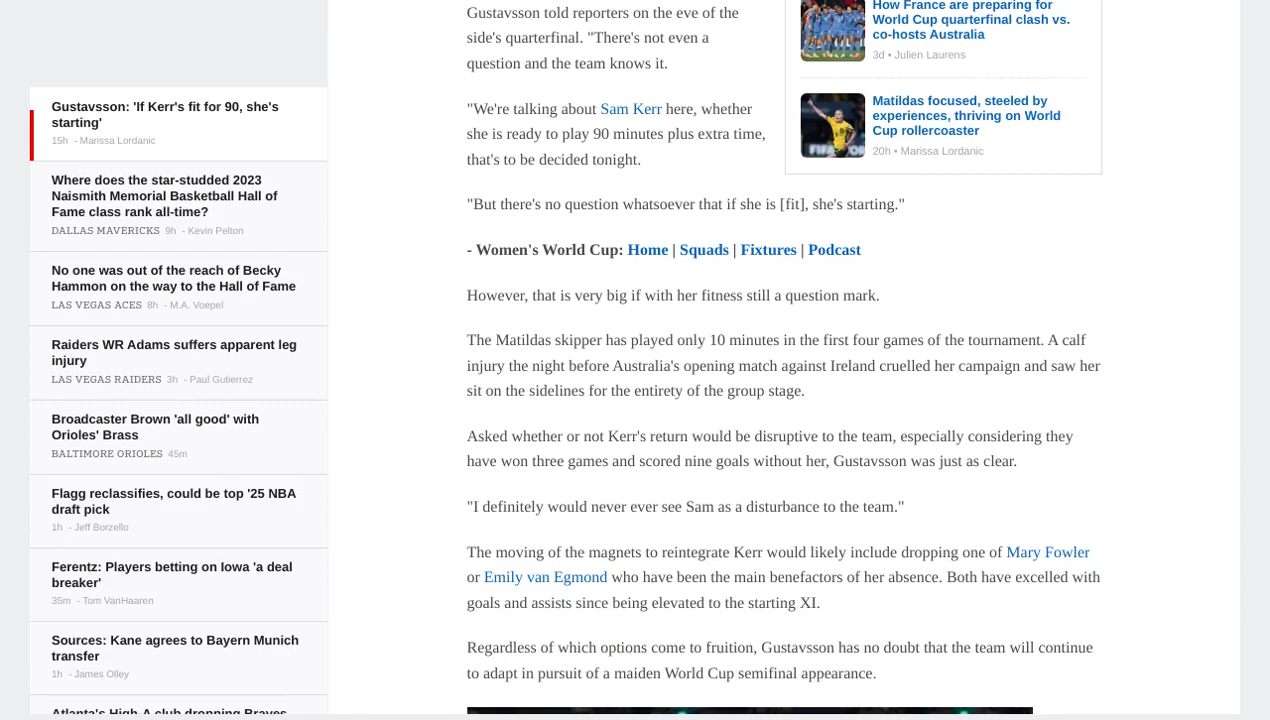 Gustavsson: 'If Kerr's fit for 90, she's
starting'
15h - Marissa Lordanic
Where does the star-studded 2023
Naismith Memorial Basketball Hall of
Fame class rank all-time?
DALLAS MAVERICKS 9h - Kevin Pelton
No one was out of the reach of Becky
Hammon on the way to the Hall of Fame
LAS VEGAS ACES 8h - M.A. Voepel
Raiders WR Adams suffers apparent leg
injury
LAS VEGAS RAIDERS 3h - Paul Gutierrez
Broadcaster Brown 'all good' with
Orioles' Brass
BALTIMORE ORIOLES 45m
Flagg reclassifies, could be top '25 NBA
draft pick
1h - Jeff Borzello
Ferentz: Players betting on Iowa 'a deal
breaker'
35m - Tom VanHaaren
Sources: Kane agrees to Bayern Munich
transfer
1h - James Olley
Atlanta's High-A club dropping Braves
Gustavsson told reporters on the eve of the
side's quarterfinal. "There's not even a
question and the team knows it.
"We're talking about Sam Kerr here, whether
she is ready to play 90 minutes plus extra time,
that's to be decided tonight.
"But there's no question whatsoever that if she is [fit], she's starting."
- Women's World Cup: Home | Squads | Fixtures | Podcast
However, that is very big if with her fitness still a question mark.
The Matildas skipper has played only 10 minutes in the first four games of the tournament. A calf
injury the night before Australia's opening match against Ireland cruelled her campaign and saw her
sit on the sidelines for the entirety of the group stage.
Asked whether or not Kerr's return would be disruptive to the team, especially considering they
have won three games and scored nine goals without her, Gustavsson was just as clear.
"I definitely would never ever see Sam as a disturbance to the team."
The moving of the magnets to reintegrate Kerr would likely include dropping one of Mary Fowler
or Emily van Egmond who have been the main benefactors of her absence. Both have excelled with
goals and assists since being elevated to the starting XI.
Regardless of which options come to fruition, Gustavsson has no doubt that the team will continue
to adapt in pursuit of a maiden World Cup semifinal appearance.
How France are preparing for
World Cup quarterfinal clash vs.
co-hosts Australia
3d • Julien Laurens
Matildas focused, steeled by
experiences, thriving on World
Cup rollercoaster
20h • Marissa Lordanic